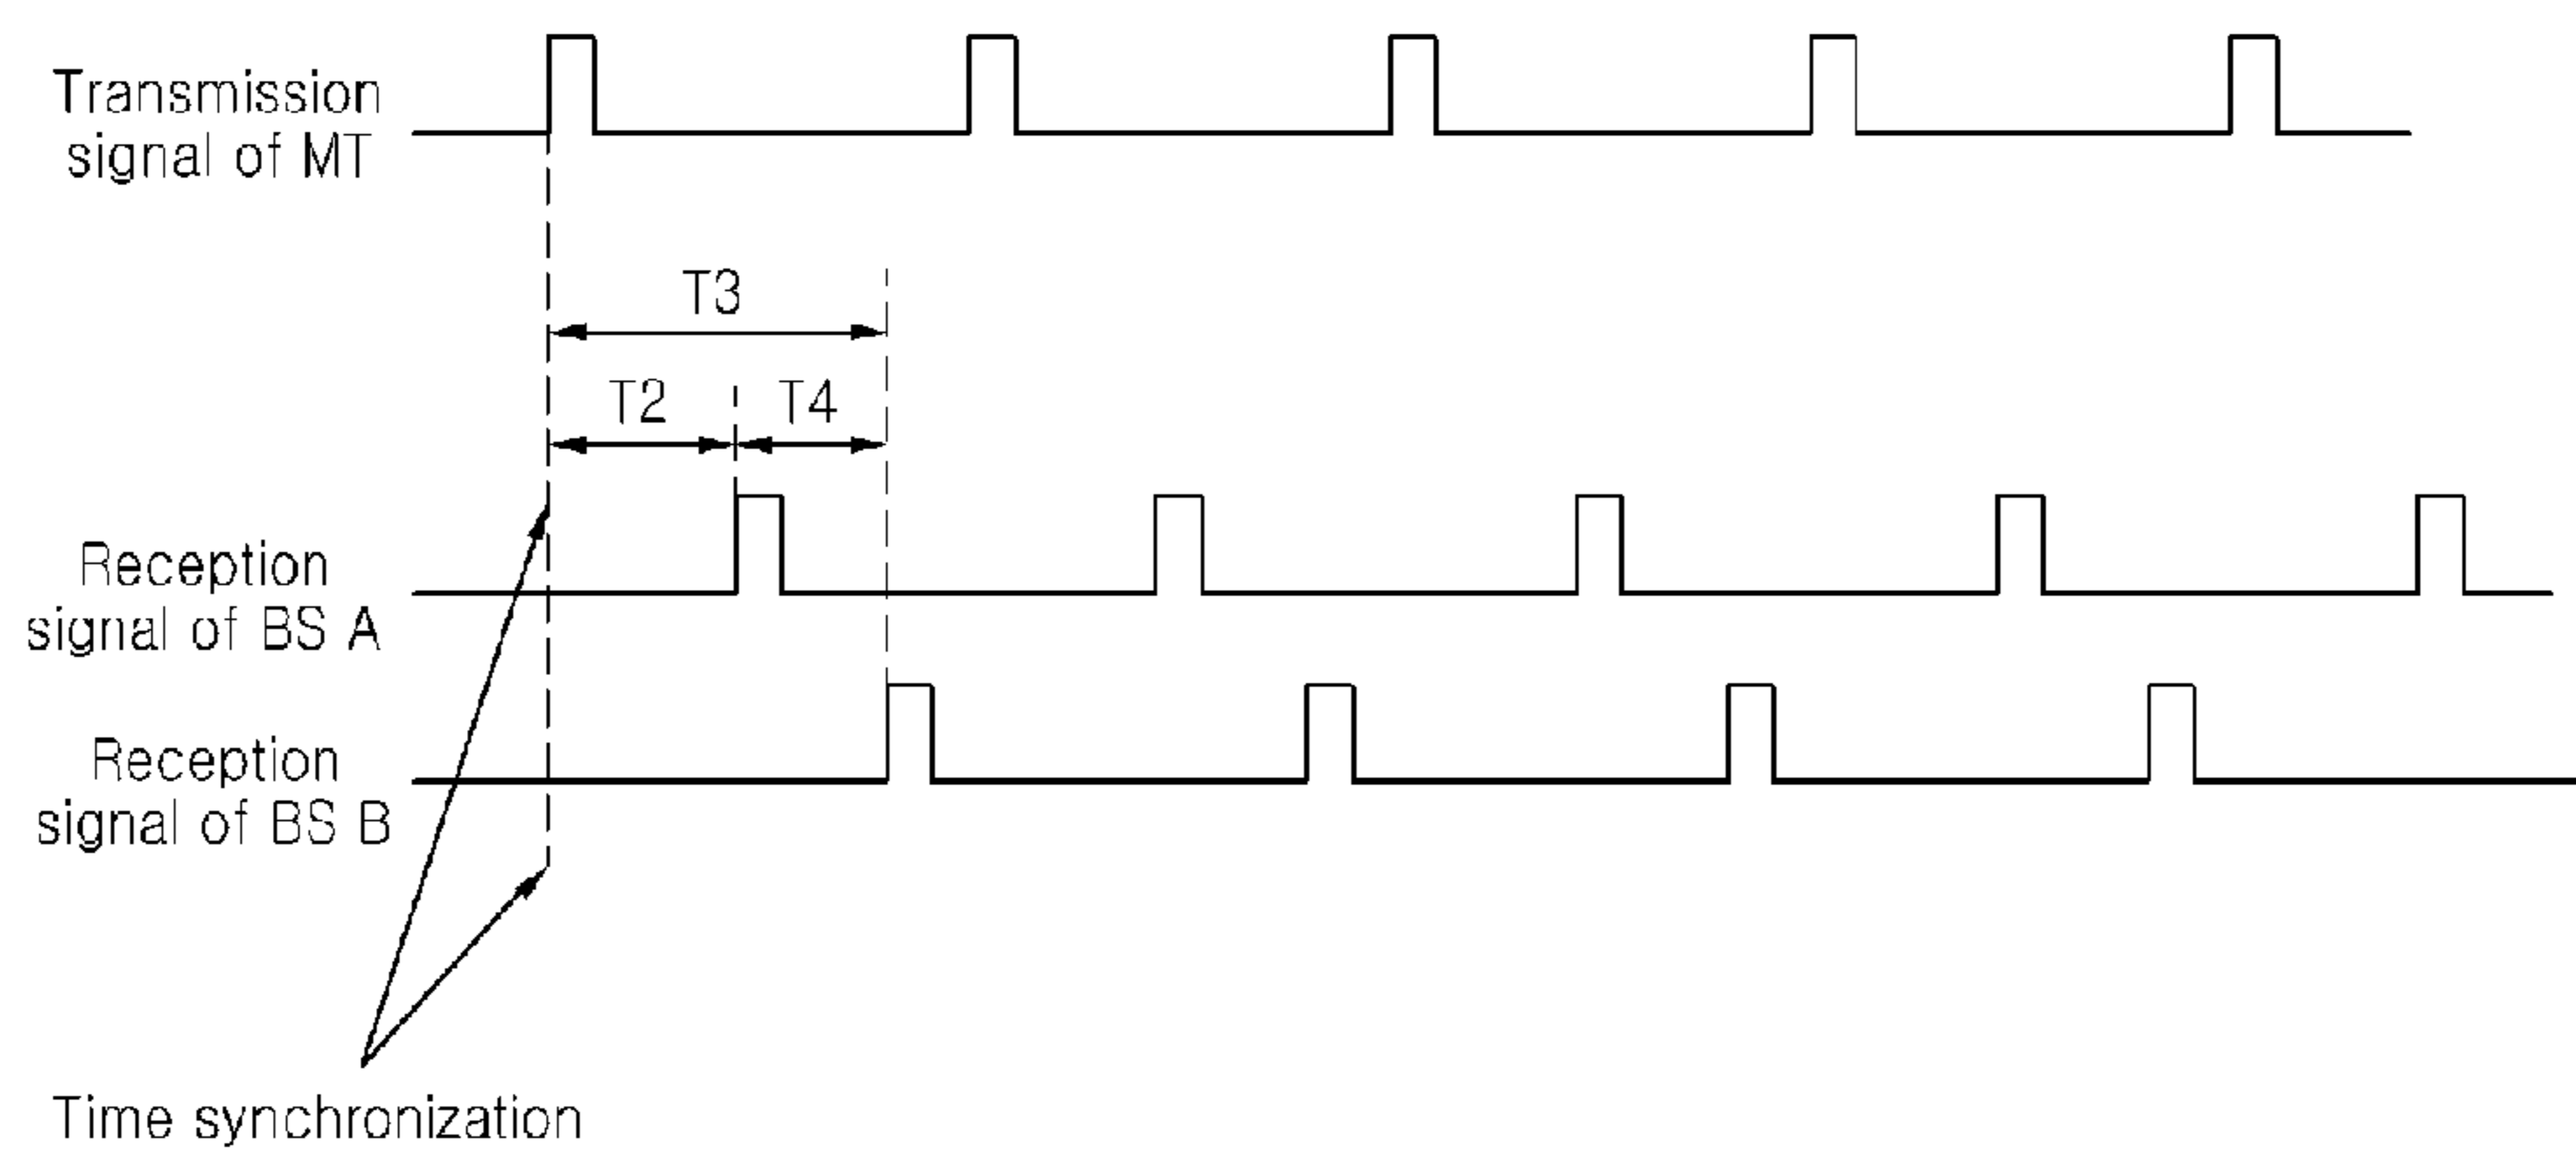 Transmission
signal of MT
T3
T2
T4
Reception
signal of BS A
Reception
signal of BS B
Time synchronization